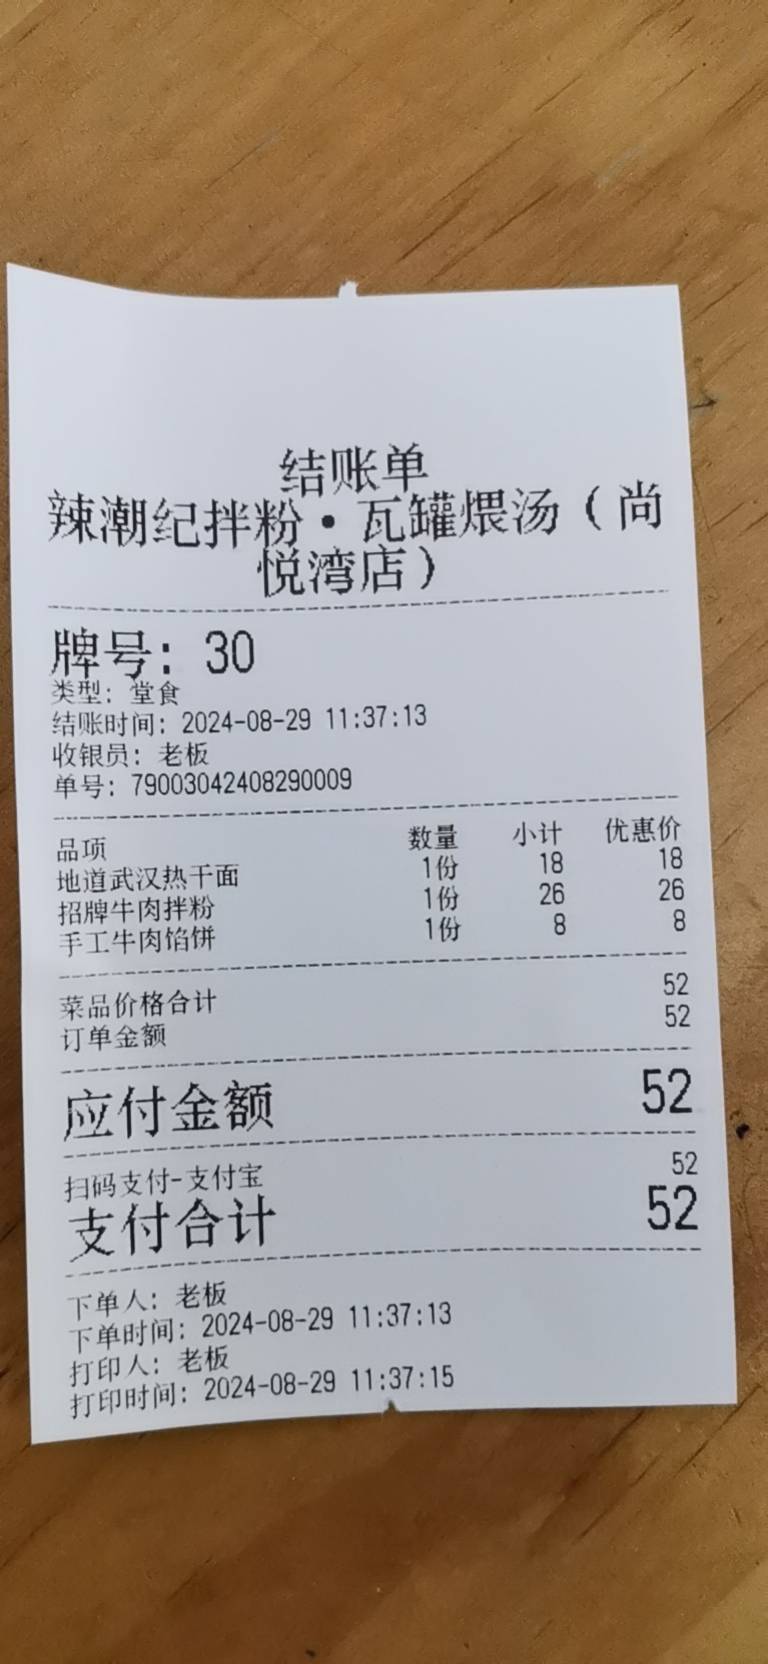 结账单
辣潮纪拌粉·瓦罐煨汤（尚
悦湾店）
牌号：30
类型：堂食
结账时间：2024-08-29 11:37:13
收银员：老板
单号：79003042408290009
品项 数量 小计 优惠价
地道武汉热干面 1份 18 18
招牌牛肉拌粉 1份 26 26
手工牛肉馅饼 1份 8 8
菜品价格合计 52
订单金额 52
应付金额 52
扫码支付-支付宝 52
支付合计 52
下单人：老板
下单时间：2024-08-29 11:37:13
打印人：老板
打印时间：2024-08-29 11:37:15